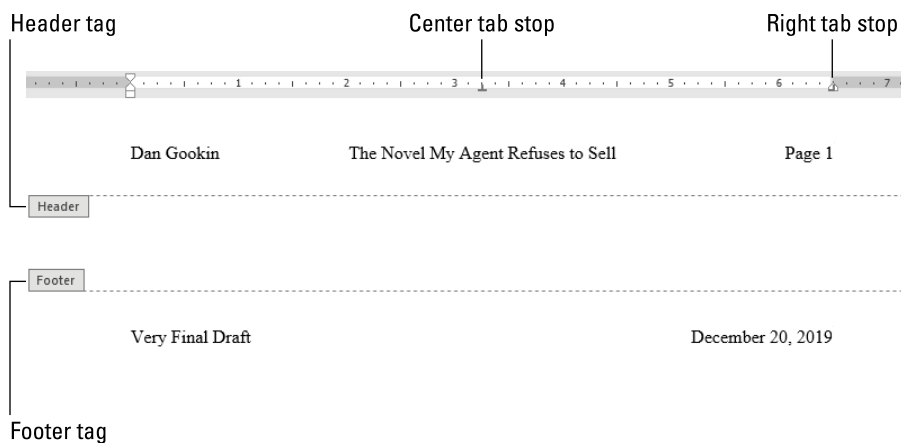 Header tag Center tab stop Right tab stop
1 2 3 4 5 6 7
Dan Gookin The Novel My Agent Refuses to Sell Page 1
Header
Footer
Very Final Draft December 20, 2019
Footer tag